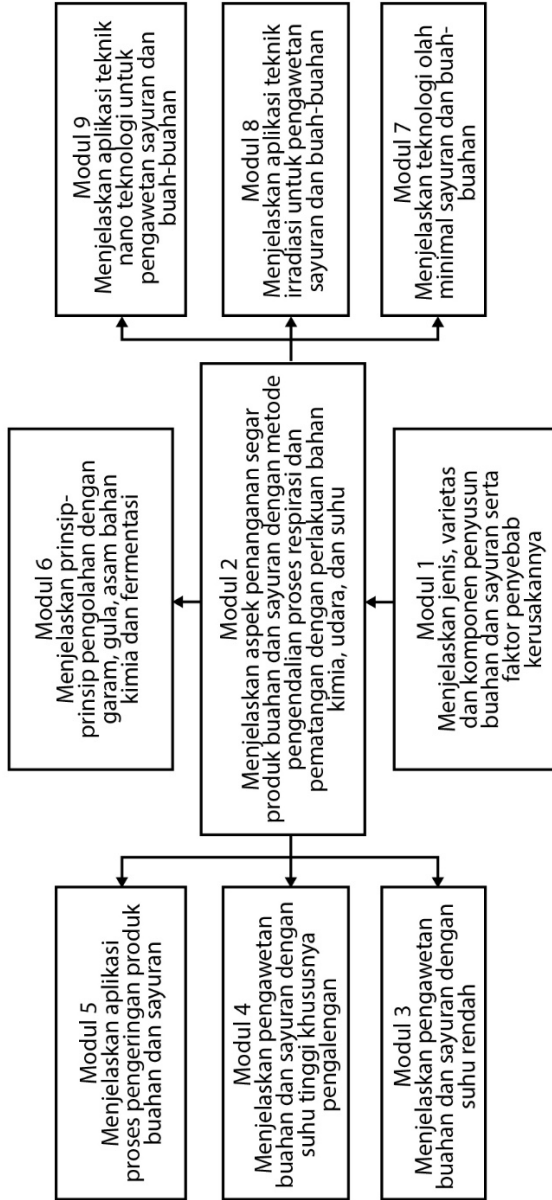 Modul 5
Menjelaskan aplikasi
proses pengeringan produk
buahan dan sayuran
Modul 6
Menjelaskan prinsip-
prinsip pengolahan dengan
garam, gula, asam bahan
kimia dan fermentasi
Modul 9
Menjelaskan aplikasi teknik
nano teknologi untuk
pengawetan sayuran dan
buah-buahan
Modul 4
Menjelaskan pengawetan
buahan dan sayuran dengan
suhu tinggi khususnya
pengalengan
Modul 2
Menjelaskan aspek penanganan segar
produk buahan dan sayuran dengan metode
pengendalian proses respirasi dan
pematangan dengan perlakuan bahan
kimia, udara, dan suhu
Modul 8
Menjelaskan aplikasi teknik
irradiasi untuk pengawetan
sayuran dan buah-buahan
Modul 3
Menjelaskan pengawetan
buahan dan sayuran dengan
suhu rendah
Modul 1
Menjelaskan jenis, varietas
dan komponen penyusun
buahan dan sayuran serta
faktor penyebab
kerusakannya
Modul 7
Menjelaskan teknologi olah
minimal sayuran dan buah-
buahan